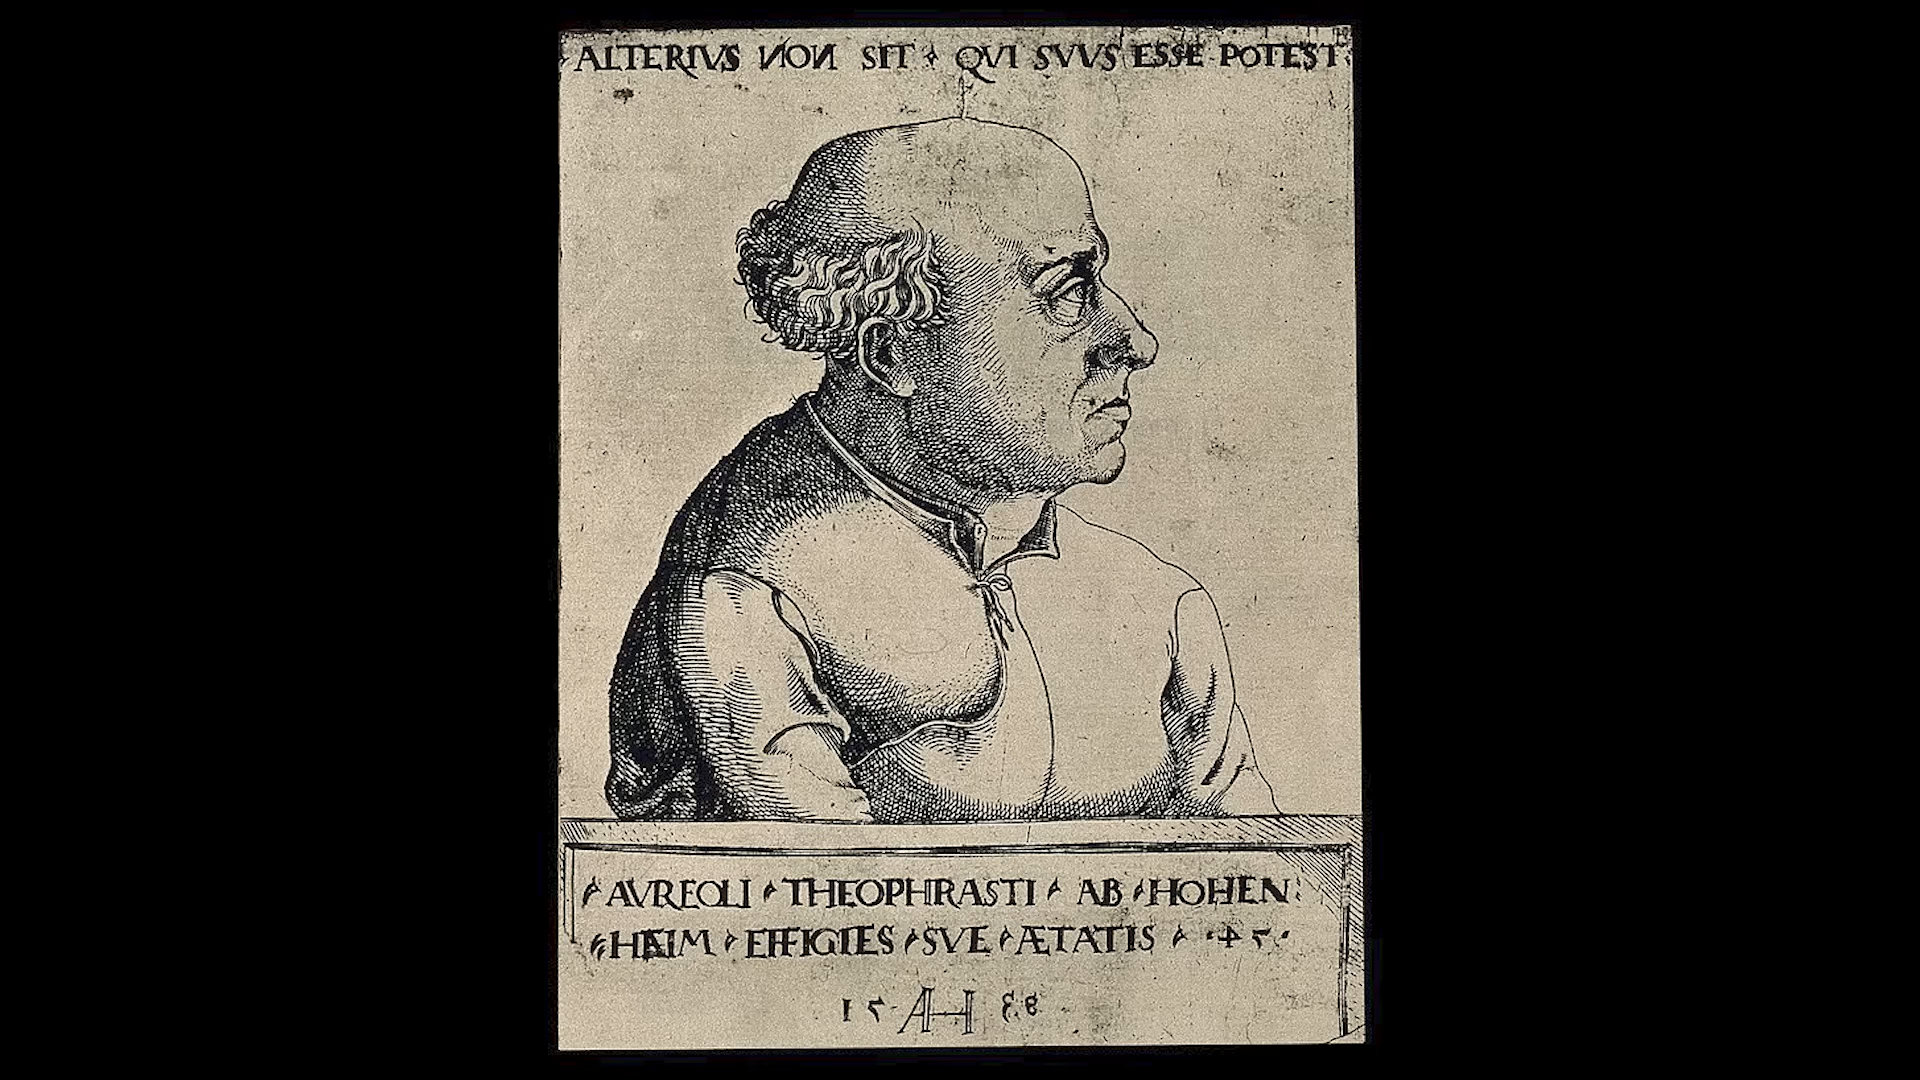 ALTERIVS NON SIT QVI SVVS ESSE POTEST
AVREOLI THEOPHRASTI AB HOHEN
HAIM EFFIGIES SVE ÆTATIS 45
15 AH 38